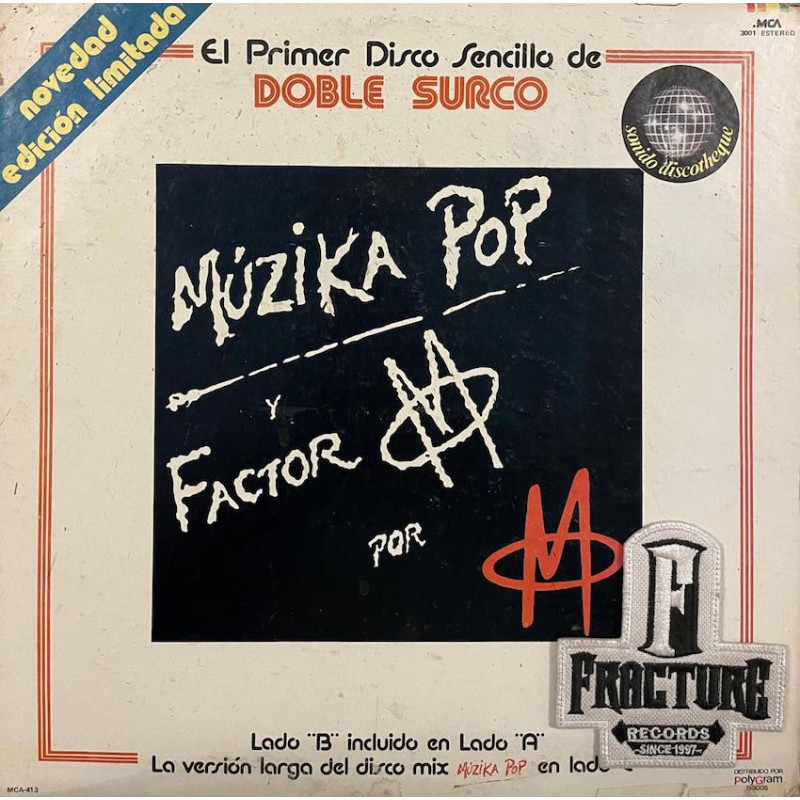 novedad
edición limitada
El Primer Disco Sencillo de
DOBLE SURCO
.MCA
3001 ESTEREO
sonido discotheque
MÚZIKA POP
Y
FACTOR M
POR M
FRACTURE
RECORDS
-SINCE 1997-
Lado "B" incluido en Lado "A"
La versión larga del disco mix MÚZIKA POP en lado
MCA-413
DISTRIBUIDO POR
PolyGram
DISCOS